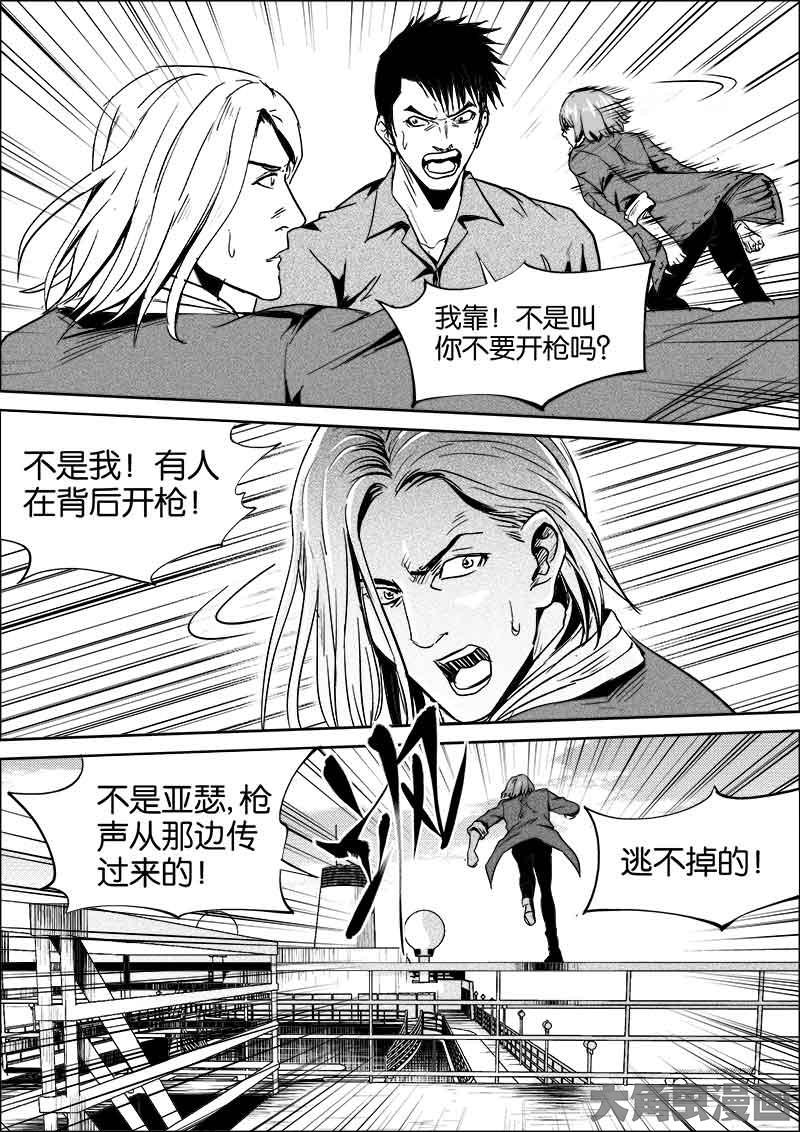 我靠！不是叫
你不要开枪吗？
不是我！有人
在背后开枪！
不是亚瑟，枪
声从那边传
过来的！
逃不掉的！
大角虫漫画